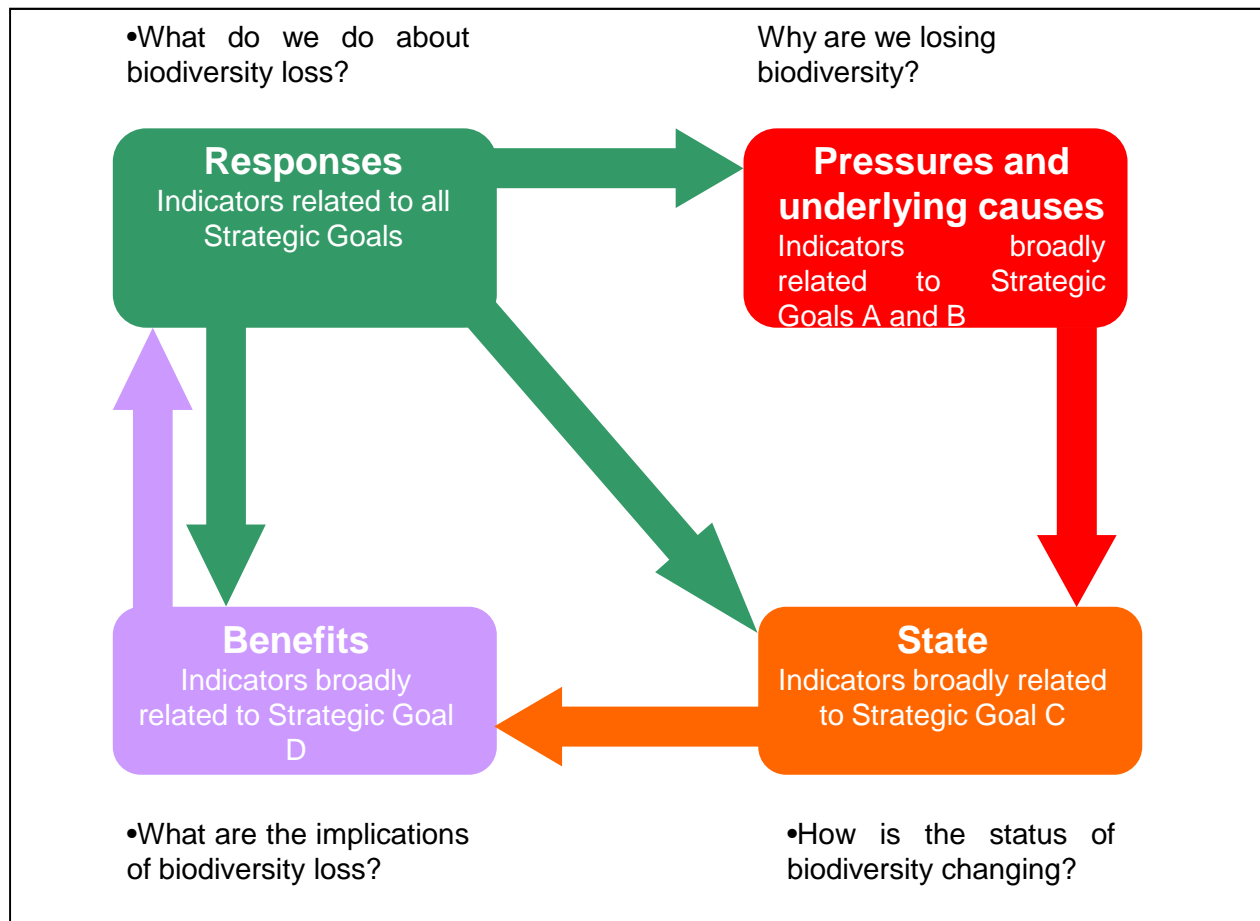 •What do we do about
biodiversity loss?
Why are we losing
biodiversity?
Responses
Indicators related to all
Strategic Goals
Pressures and
underlying causes
Indicators broadly
related to Strategic
Goals A and B
Benefits
Indicators broadly
related to Strategic Goal
D
State
Indicators broadly related
to Strategic Goal C
•What are the implications
of biodiversity loss?
•How is the status of
biodiversity changing?